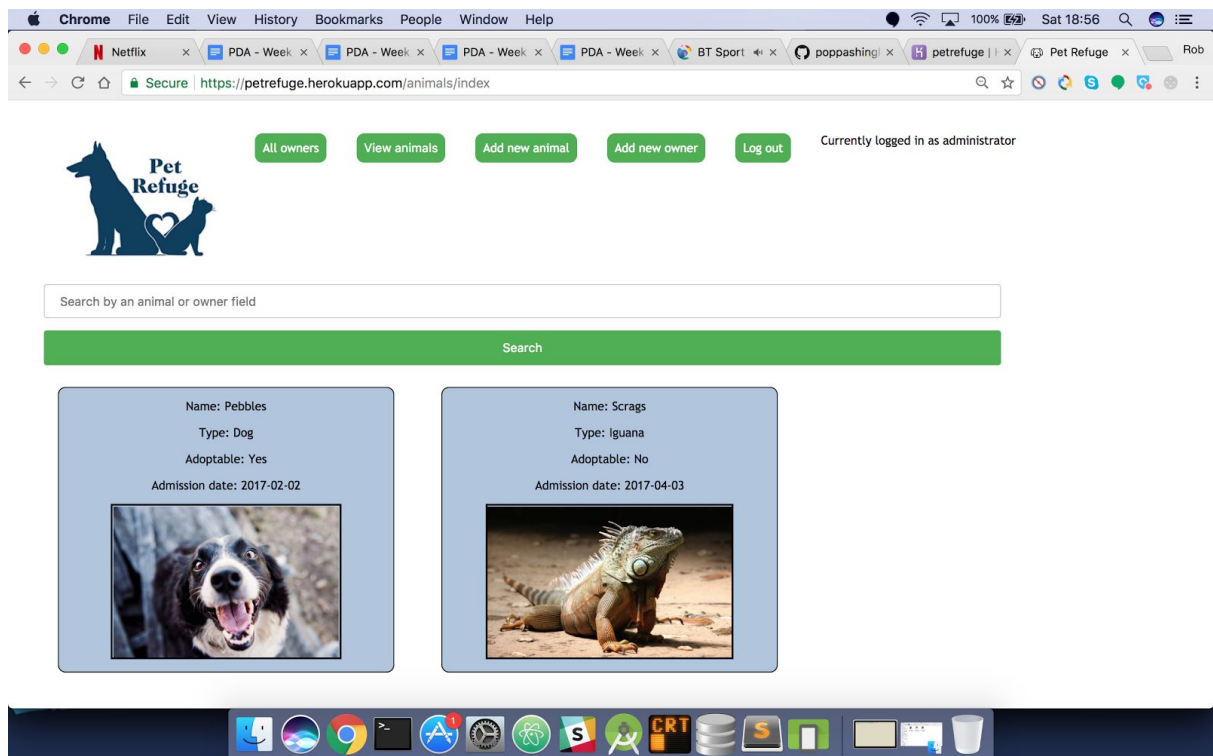 Chrome File Edit View History Bookmarks People Window Help 100% Sat 18:56
Netflix PDA - Week PDA - Week PDA - Week PDA - Week BT Sport poppashingl petrefuge | Pet Refuge Rob
Secure https://petrefuge.herokuapp.com/animals/index
All owners View animals Add new animal Add new owner Log out Currently logged in as administrator
Pet
Refuge
Search by an animal or owner field
Search
Name: Pebbles
Type: Dog
Adoptable: Yes
Admission date: 2017-02-02
Name: Scrags
Type: Iguana
Adoptable: No
Admission date: 2017-04-03
1
CRT